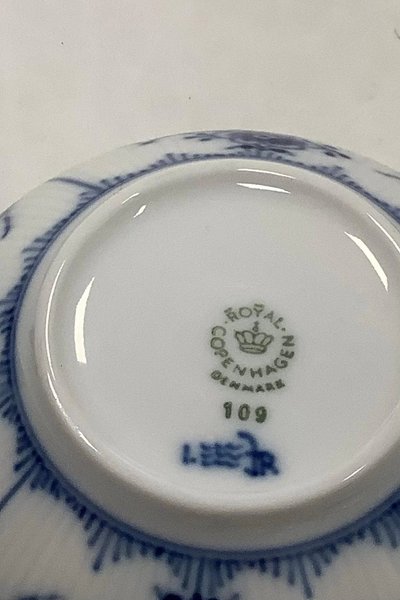 ROYAL
COPENHAGEN
DENMARK
109